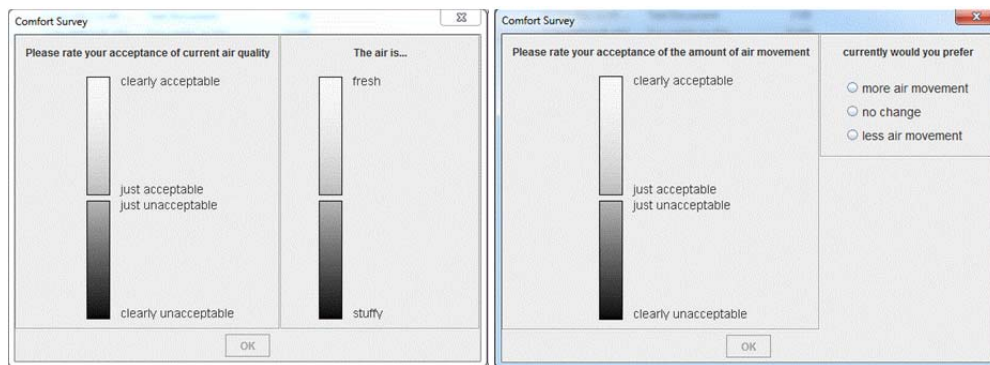 Comfort Survey
Please rate your acceptance of current air quality
The air is...
clearly acceptable
fresh
just acceptable
just unacceptable
clearly unacceptable
stuffy
OK
Comfort Survey
Please rate your acceptance of the amount of air movement
currently would you prefer
clearly acceptable
more air movement
no change
less air movement
just acceptable
just unacceptable
clearly unacceptable
OK